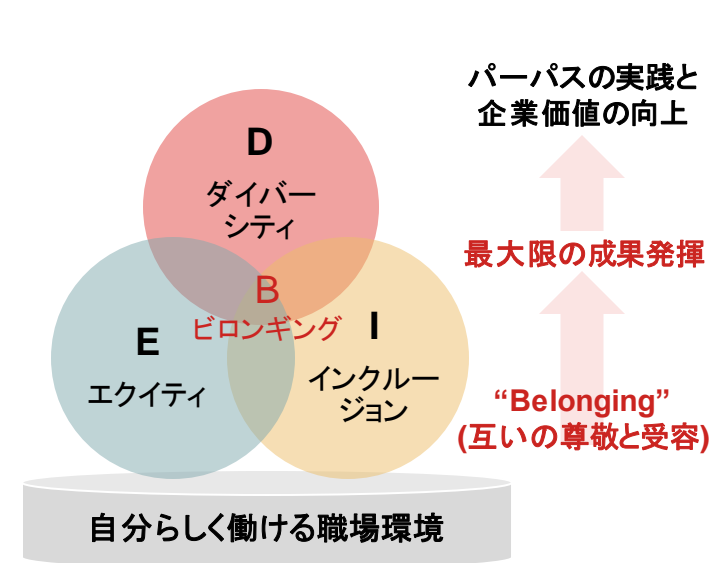 D
ダイバー
シティ
B
ビロンギング
E
エクイティ
I
インクルー
ジョン
自分らしく働ける職場環境
パーパスの実践と
企業価値の向上
最大限の成果発揮
“Belonging”
(互いの尊敬と受容)